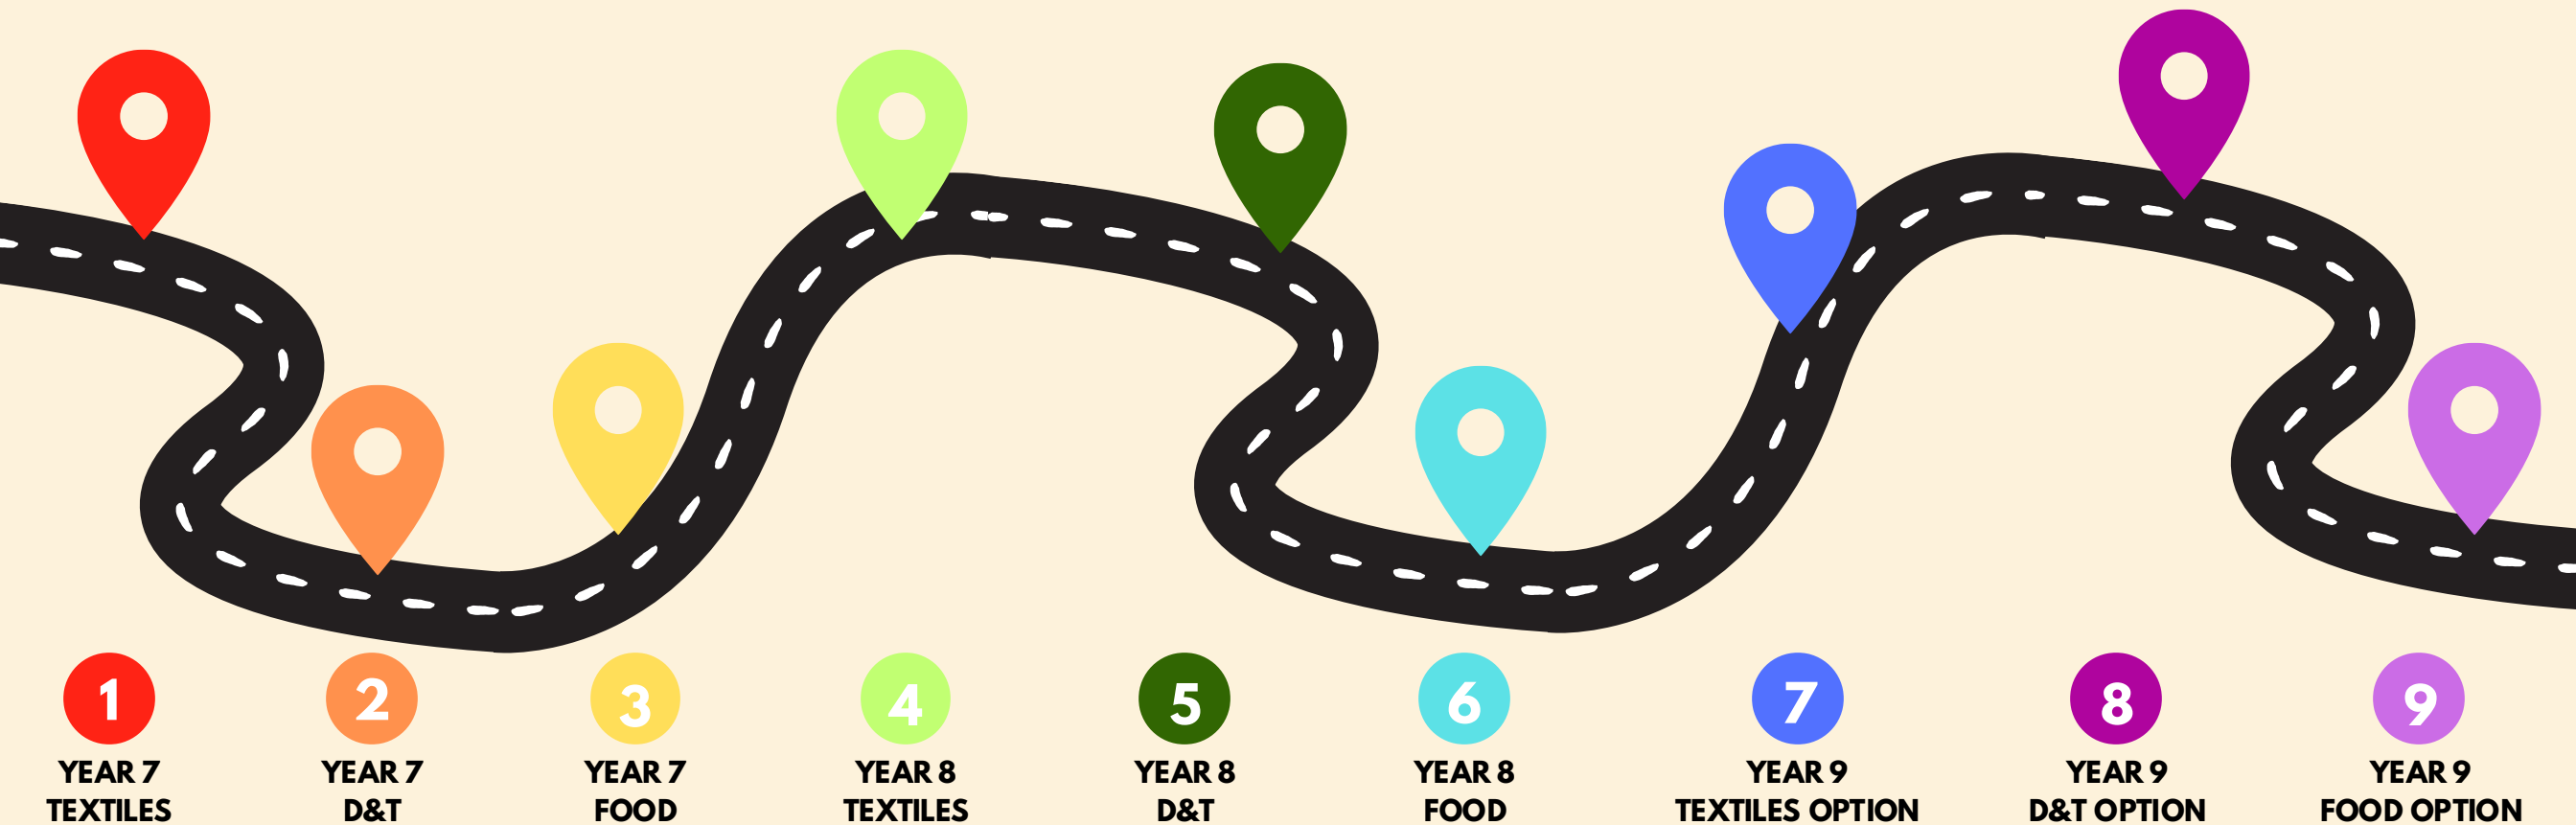 1
YEAR 7
TEXTILES
2
YEAR 7
D&T
3
YEAR 7
FOOD
4
YEAR 8
TEXTILES
5
YEAR 8
D&T
6
YEAR 8
FOOD
7
YEAR 9
TEXTILES OPTION
8
YEAR 9
D&T OPTION
9
YEAR 9
FOOD OPTION